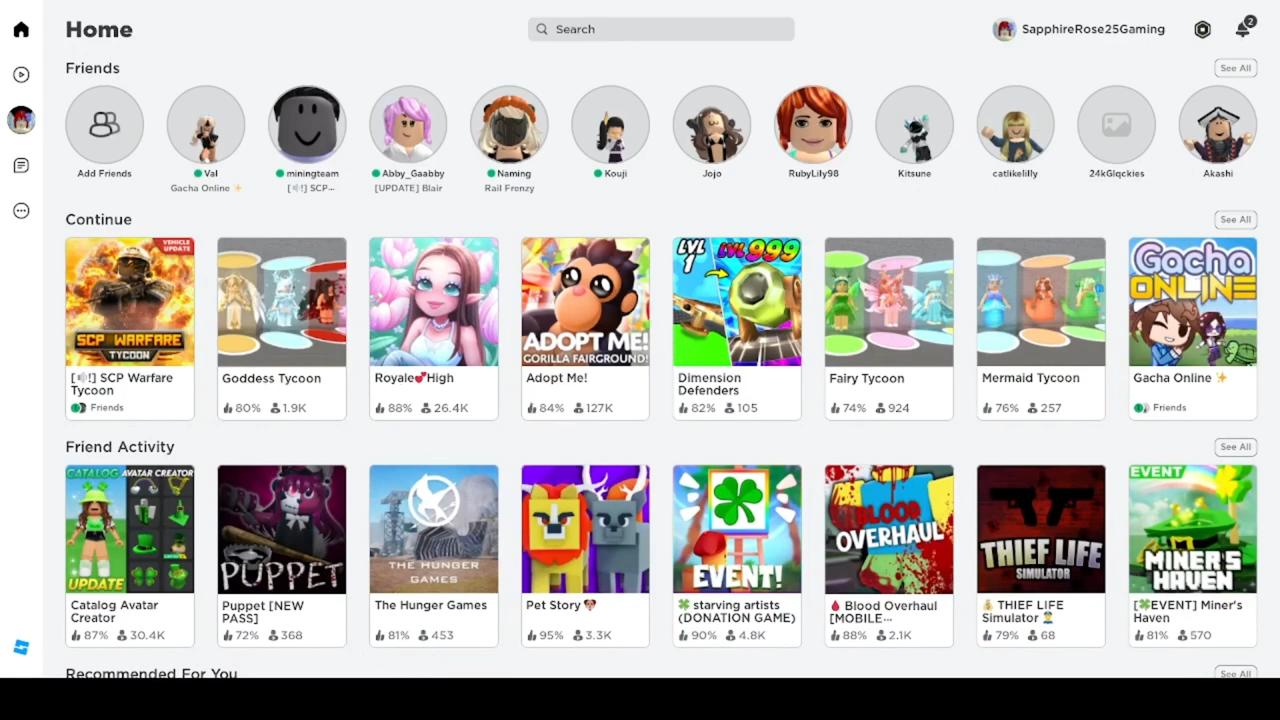 Home
Search
SapphireRose25Gaming
2
Friends
See All
Add Friends
Val
Gacha Online ✨
miningteam
[🔊!] SCP...
Abby_Gaabby
[UPDATE] Blair
Naming
Rail Frenzy
Kouji
Jojo
RubyLily98
Kitsune
catlikelilly
24kGlqckies
Akashi
Continue
See All
VEHICLE
UPDATE
SCP WARFARE
TYCOON
[🔊!] SCP Warfare
Tycoon
Friends
Goddess Tycoon
80% 1.9K
Royale💕High
88% 26.4K
ADOPT ME!
GORILLA FAIRGROUND!
Adopt Me!
84% 127K
LVL
1
LVL 999
Dimension
Defenders
82% 105
Fairy Tycoon
74% 924
Mermaid Tycoon
76% 257
Gacha
ONLINE
Gacha Online ✨
Friends
Friend Activity
See All
CATALOG AVATAR CREATOR
UPDATE
Catalog Avatar
Creator
87% 30.4K
PUPPET
Puppet [NEW
PASS]
72% 368
THE HUNGER
GAMES
The Hunger Games
81% 453
Pet Story 🐶
95% 3.3K
EVENT!
🍀 starving artists
(DONATION GAME)
90% 4.8K
BLOOD
OVERHAUL
🩸 Blood Overhaul
[MOBILE...
88% 2.1K
THIEF LIFE
SIMULATOR
💰 THIEF LIFE
Simulator 👮
79% 68
EVENT
MINER'S
HAVEN
[🍀EVENT] Miner's
Haven
81% 570
Recommended For You
See All